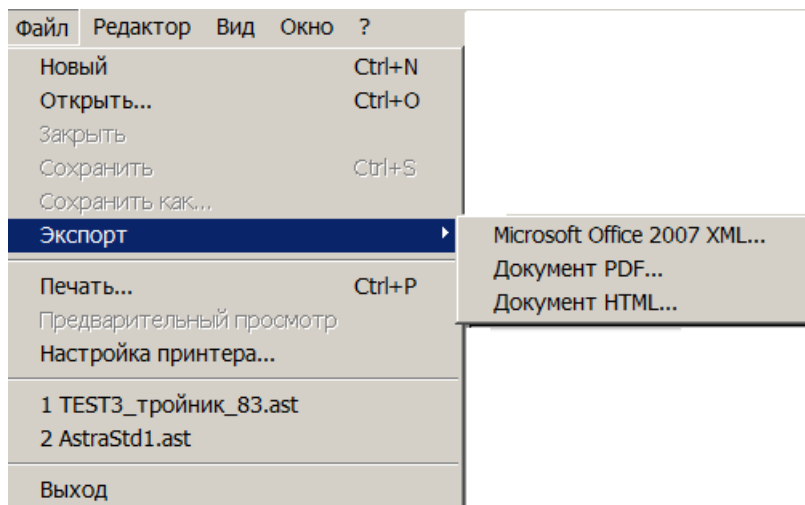 Файл Редактор Вид Окно ?
Новый Ctrl+N
Открыть... Ctrl+O
Закрыть
Сохранить Ctrl+S
Сохранить как...
Экспорт
Microsoft Office 2007 XML...
Документ PDF...
Документ HTML...
Печать... Ctrl+P
Предварительный просмотр
Настройка принтера...
1 TEST3_тройник_83.ast
2 AstraStd1.ast
Выход